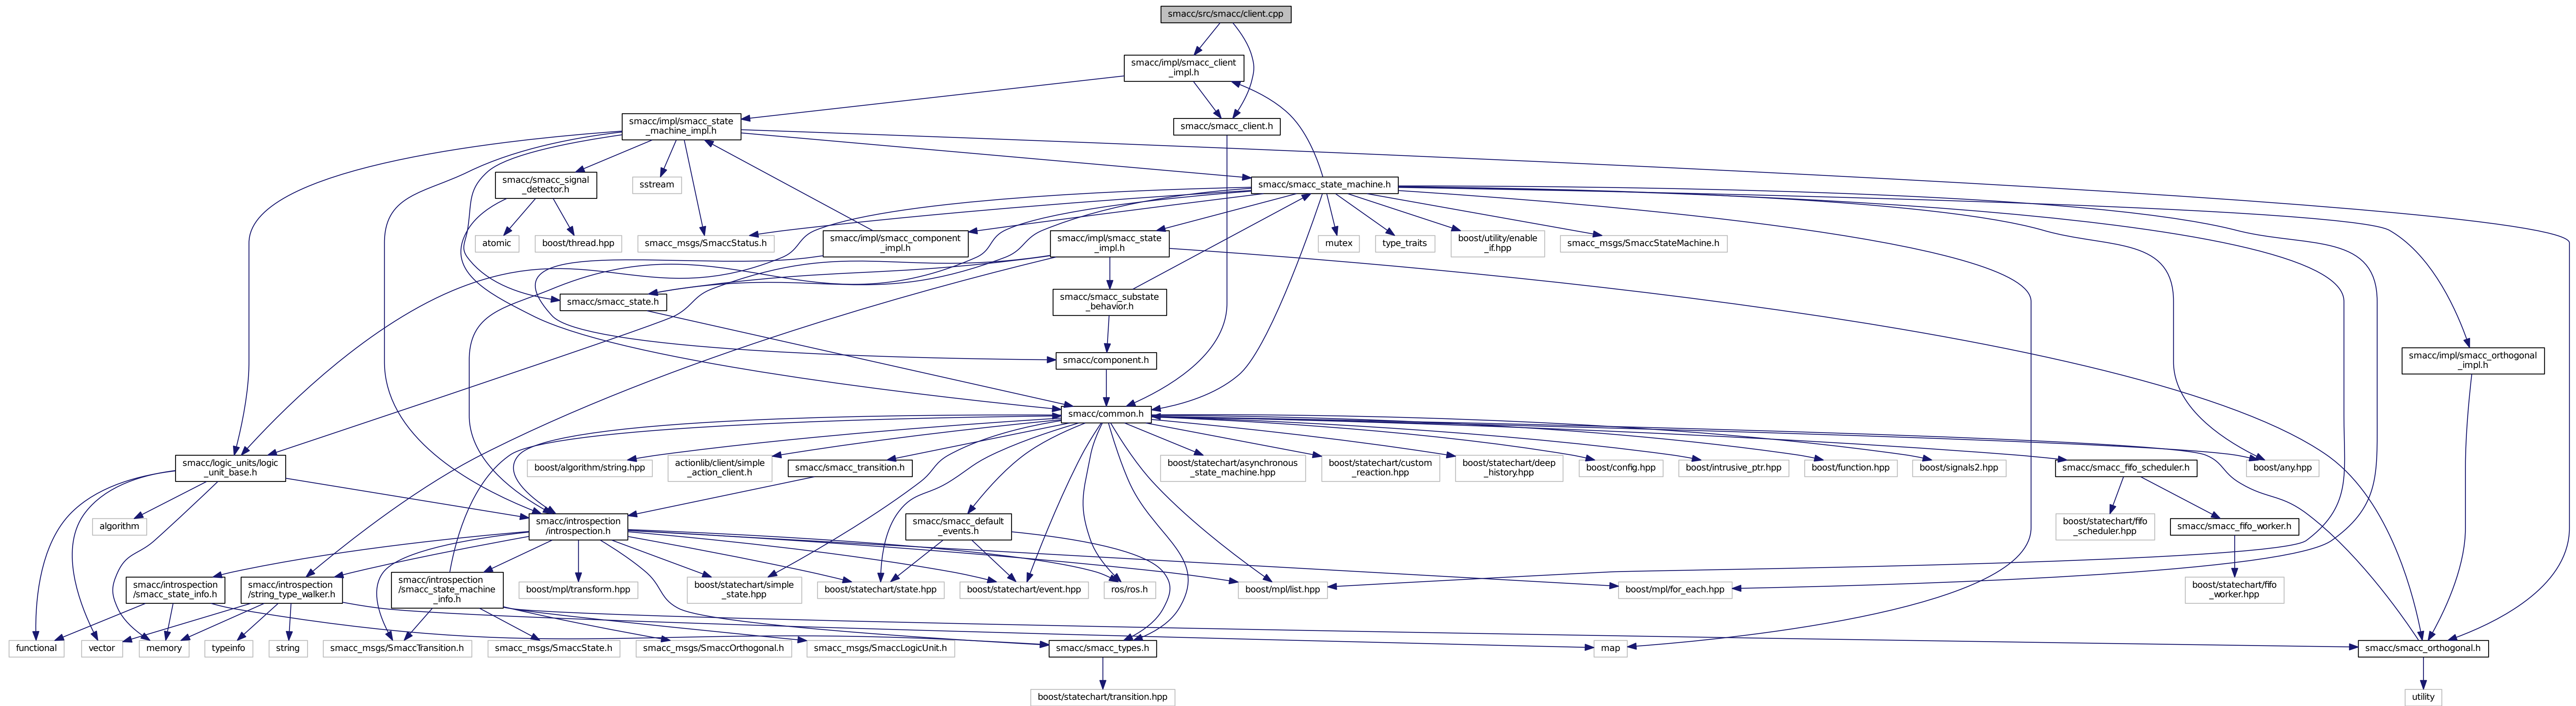 smacc/src/smacc/client.cpp
smacc/impl/smacc_client
_impl.h
smacc/impl/smacc_state
_machine_impl.h
smacc/smacc_client.h
smacc/smacc_signal
_detector.h
sstream
smacc/smacc_state_machine.h
atomic
boost/thread.hpp
smacc_msgs/SmaccStatus.h
smacc/impl/smacc_component
_impl.h
smacc/impl/smacc_state
_impl.h
mutex
type_traits
boost/utility/enable
_if.hpp
smacc_msgs/SmaccStateMachine.h
smacc/smacc_state.h
smacc/smacc_substate
_behavior.h
smacc/component.h
smacc/impl/smacc_orthogonal
_impl.h
smacc/common.h
smacc/logic_units/logic
_unit_base.h
boost/algorithm/string.hpp
actionlib/client/simple
_action_client.h
smacc/smacc_transition.h
boost/statechart/asynchronous
_state_machine.hpp
boost/statechart/custom
_reaction.hpp
boost/statechart/deep
_history.hpp
boost/config.hpp
boost/intrusive_ptr.hpp
boost/function.hpp
boost/signals2.hpp
smacc/smacc_fifo_scheduler.h
boost/any.hpp
algorithm
smacc/introspection
/introspection.h
smacc/smacc_default
_events.h
boost/statechart/fifo
_scheduler.hpp
smacc/smacc_fifo_worker.h
smacc/introspection
/smacc_state_info.h
smacc/introspection
/string_type_walker.h
smacc/introspection
/smacc_state_machine
_info.h
boost/mpl/transform.hpp
boost/statechart/simple
_state.hpp
boost/statechart/state.hpp
boost/statechart/event.hpp
ros/ros.h
boost/mpl/list.hpp
boost/mpl/for_each.hpp
boost/statechart/fifo
_worker.hpp
functional
vector
memory
typeinfo
string
smacc_msgs/SmaccTransition.h
smacc_msgs/SmaccState.h
smacc_msgs/SmaccOrthogonal.h
smacc_msgs/SmaccLogicUnit.h
smacc/smacc_types.h
map
smacc/smacc_orthogonal.h
boost/statechart/transition.hpp
utility